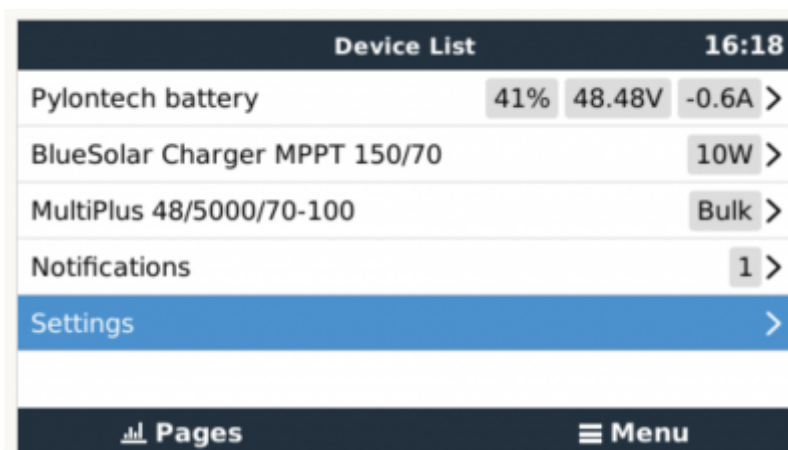 Device List 16:18
Pylontech battery 41% 48.48V -0.6A
BlueSolar Charger MPPT 150/70 10W
MultiPlus 48/5000/70-100 Bulk
Notifications 1
Settings
Pages Menu